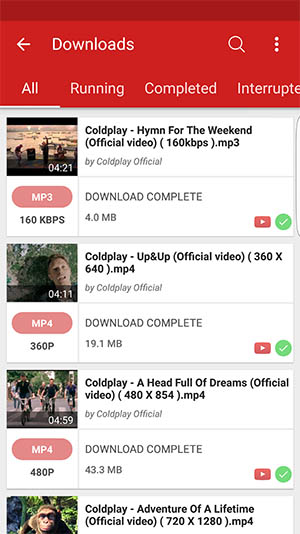 Downloads
All Running Completed Interrupte
Coldplay - Hymn For The Weekend
(Official video) ( 160kbps ).mp3
04:21
by Coldplay Official
MP3
160 KBPS
DOWNLOAD COMPLETE
4.0 MB
Coldplay - Up&Up (Official video) ( 360 X
640 ).mp4
04:11
by Coldplay Official
MP4
360P
DOWNLOAD COMPLETE
19.1 MB
Coldplay - A Head Full Of Dreams (Official
video) ( 480 X 854 ).mp4
04:59
by Coldplay Official
MP4
480P
DOWNLOAD COMPLETE
43.3 MB
Coldplay - Adventure Of A Lifetime
(Official video) ( 720 X 1280 ).mp4